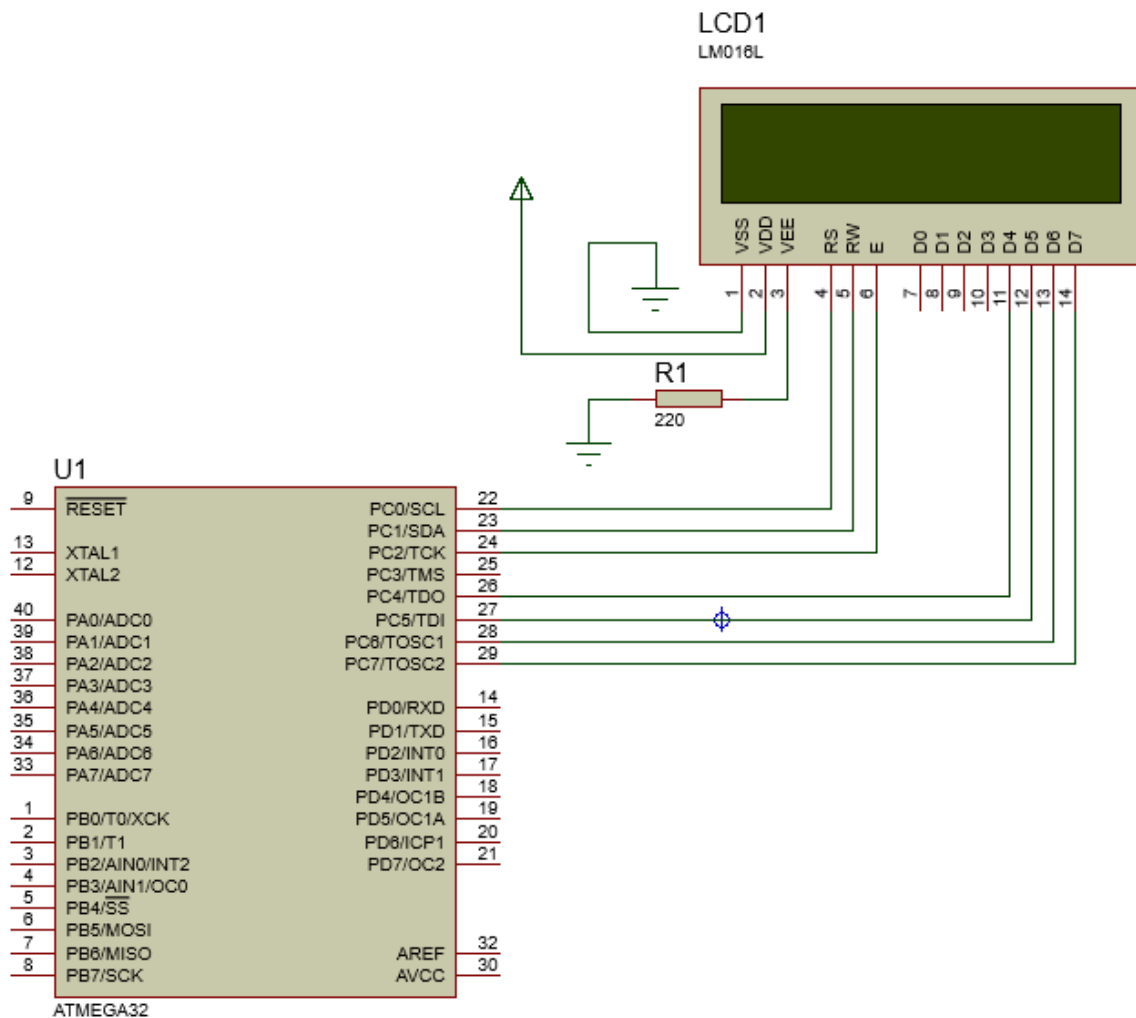 LCD1
LM016L
VSS VDD VEE RS RW E D0 D1 D2 D3 D4 D5 D6 D7
1 2 3 4 5 6 7 8 9 10 11 12 13 14
R1
220
U1
9 RESET PC0/SCL 22
PC1/SDA 23
13 XTAL1 PC2/TCK 24
12 XTAL2 PC3/TMS 25
PC4/TDO 26
40 PA0/ADC0 PC5/TDI 27
39 PA1/ADC1 PC6/TOSC1 28
38 PA2/ADC2 PC7/TOSC2 29
37 PA3/ADC3
36 PA4/ADC4 PD0/RXD 14
35 PA5/ADC5 PD1/TXD 15
34 PA6/ADC6 PD2/INT0 16
33 PA7/ADC7 PD3/INT1 17
PD4/OC1B 18
1 PB0/T0/XCK PD5/OC1A 19
2 PB1/T1 PD6/ICP1 20
3 PB2/AIN0/INT2 PD7/OC2 21
4 PB3/AIN1/OC0
5 PB4/SS
6 PB5/MOSI
7 PB6/MISO AREF 32
8 PB7/SCK AVCC 30
ATMEGA32